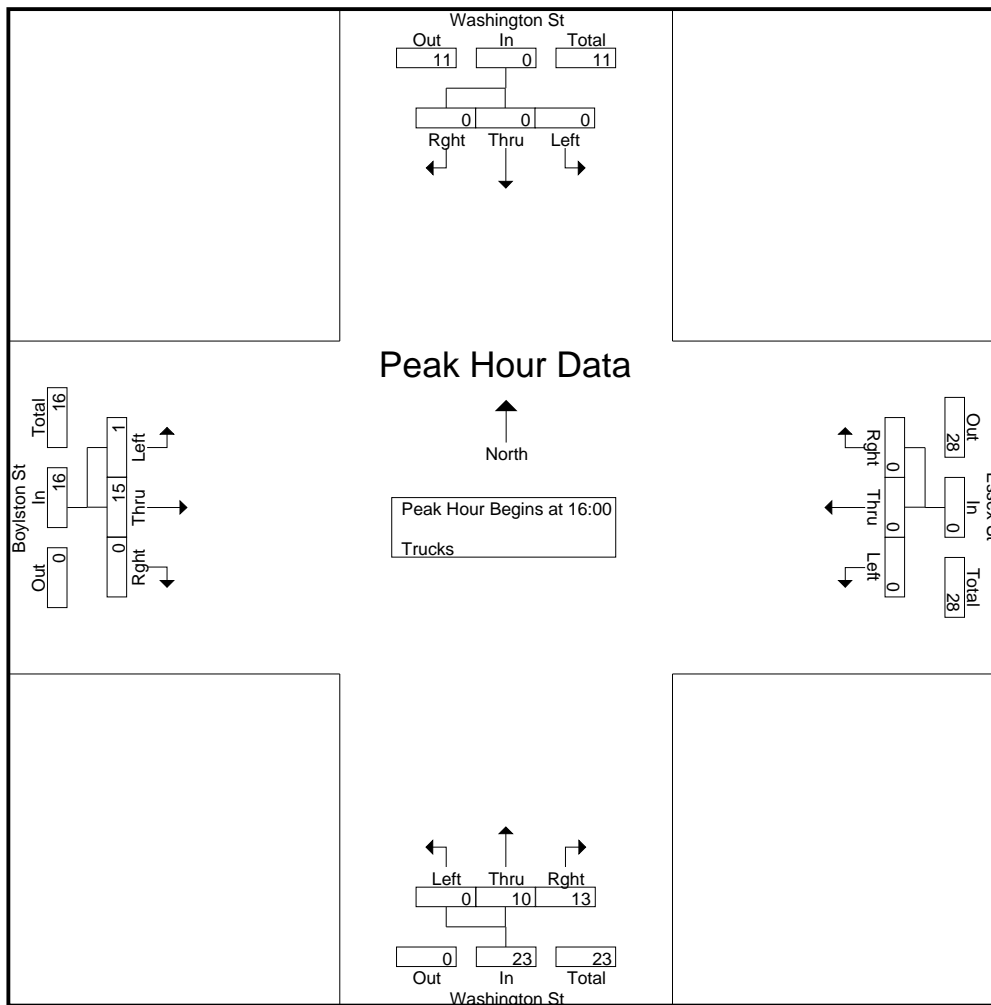 Washington St
Out In Total
11 0 11
0 0 0
Rght Thru Left
Peak Hour Data
North
Peak Hour Begins at 16:00
Trucks
Boylston St
Out In Total
0 16 16
Rght Thru Left
0 15 1
Essex St
Out In Total
28 0 28
Rght Thru Left
0 0 0
Left Thru Rght
0 10 13
0 23 23
Out In Total
Washington St